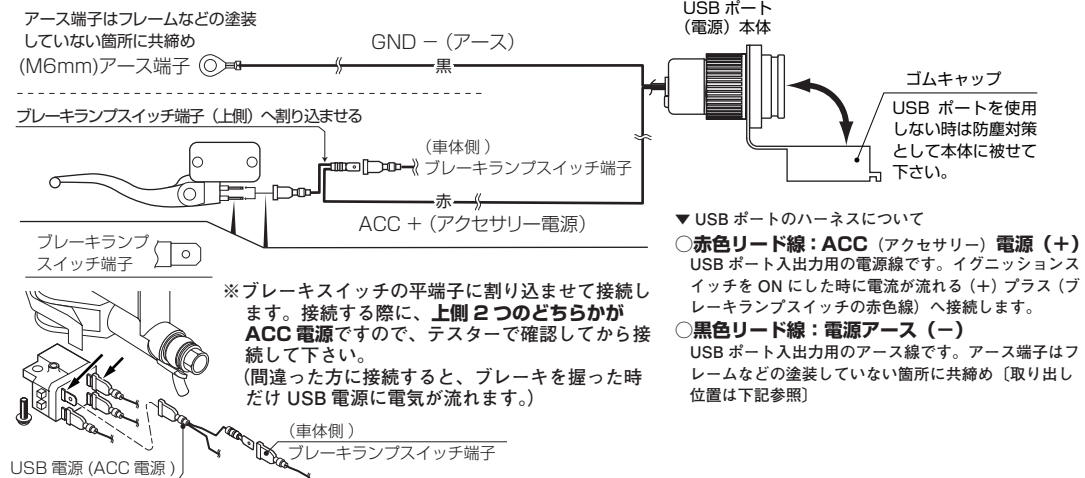 アース端子はフレームなどの塗装
していない箇所に共締め
(M6mm)アース端子
GND − (アース)
黒
USB ポート
(電源) 本体
ゴムキャップ
USB ポートを使用
しない時は防塵対策
として本体に被せて
下さい。
ブレーキランプスイッチ端子 (上側) へ割り込ませる
(車体側 )
ブレーキランプスイッチ端子
赤
ACC + (アクセサリー電源)
ブレーキランプ
スイッチ端子
※ブレーキスイッチの平端子に割り込ませて接続し
ます。接続する際に、上側 2 つのどちらかが
ACC 電源ですので、テスターで確認してから接
続して下さい。
(間違った方に接続すると、ブレーキを握った時
だけ USB 電源に電気が流れます。)
(車体側 )
ブレーキランプスイッチ端子
USB 電源 (ACC 電源 )
▼ USB ポートのハーネスについて
○赤色リード線：ACC (アクセサリー) 電源 (+)
USB ポート入出力用の電源線です。イグニッションス
イッチを ON にした時に電流が流れる (+) プラス (ブ
レーキランプスイッチの赤色線) へ接続します。
○黒色リード線：電源アース (−)
USB ポート入出力用のアース線です。アース端子はフ
レームなどの塗装していない箇所に共締め〔取り出し
位置は下記参照〕